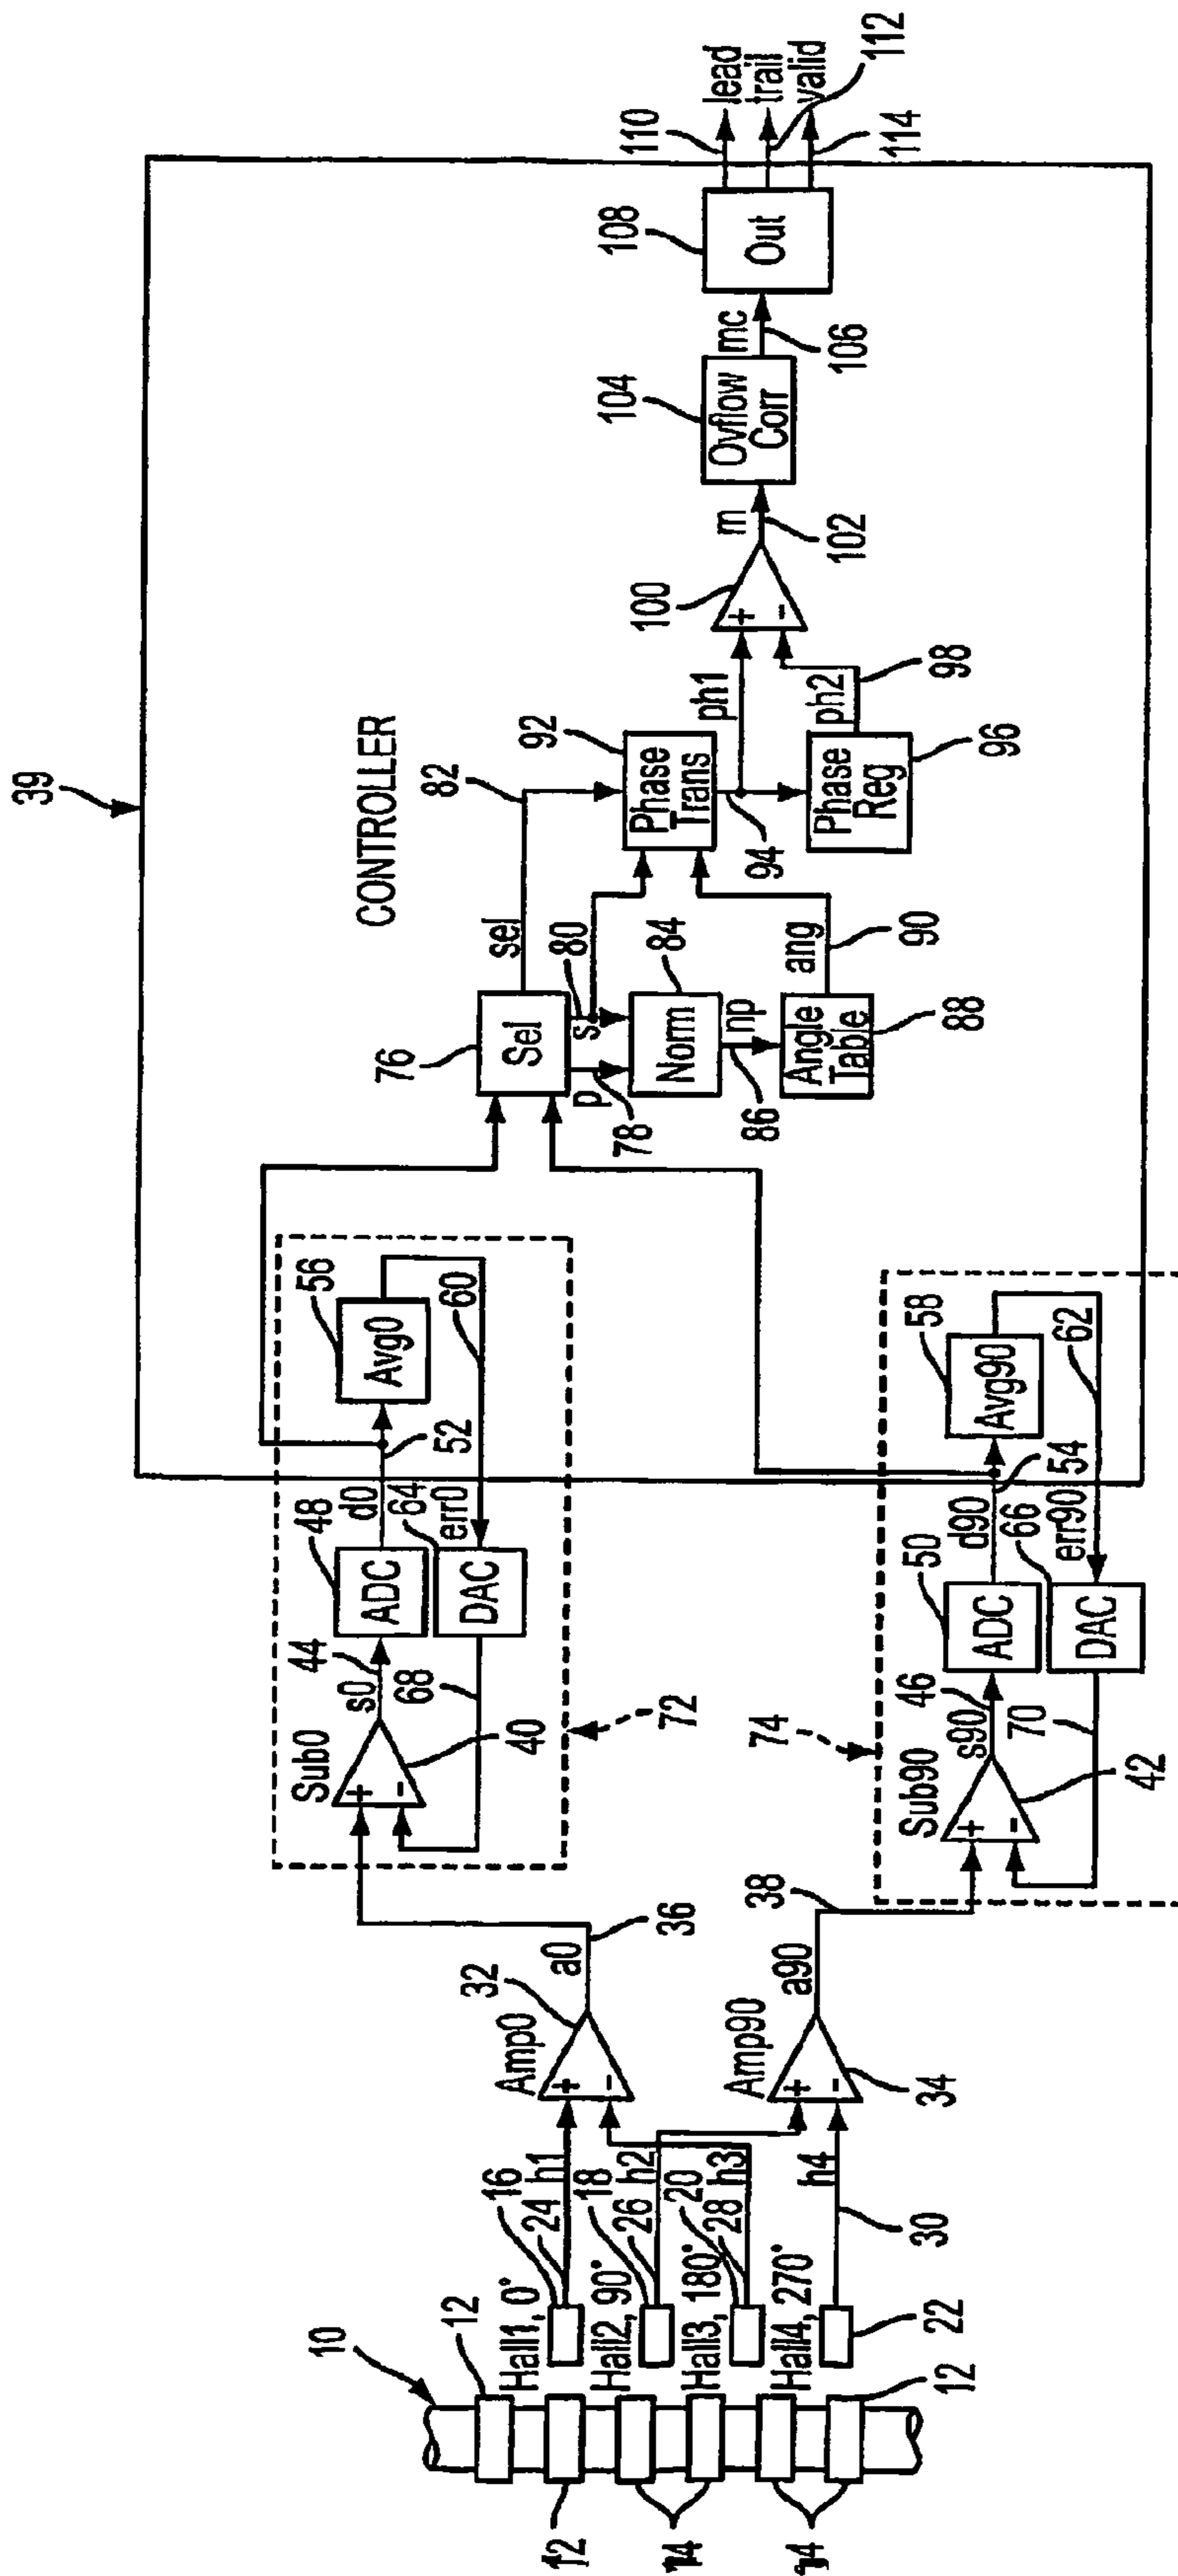 39
CONTROLLER
10
12
12
12
14
14
Hall1, 0°
16
24
h1
Hall2, 90°
18
26
h2
Hall3, 180°
20
28
h3
Hall4, 270°
22
h4
30
Amp0
32
+
-
a0
36
Amp90
34
+
-
a90
38
Sub0
+
-
40
s0
44
ADC
48
d0
52
Avg0
56
60
err0
64
DAC
68
72
Sub90
+
-
42
s90
46
ADC
50
d90
54
Avg90
58
62
err90
66
DAC
70
74
76
Sel
sel
82
p
78
s
80
Norm
84
np
86
Angle
Table
88
ang
90
Phase
Trans
92
94
ph1
Phase
Reg
96
ph2
98
+
-
100
m
102
Ovflow
Corr
104
mc
106
Out
108
110
lead
trail
valid
112
114